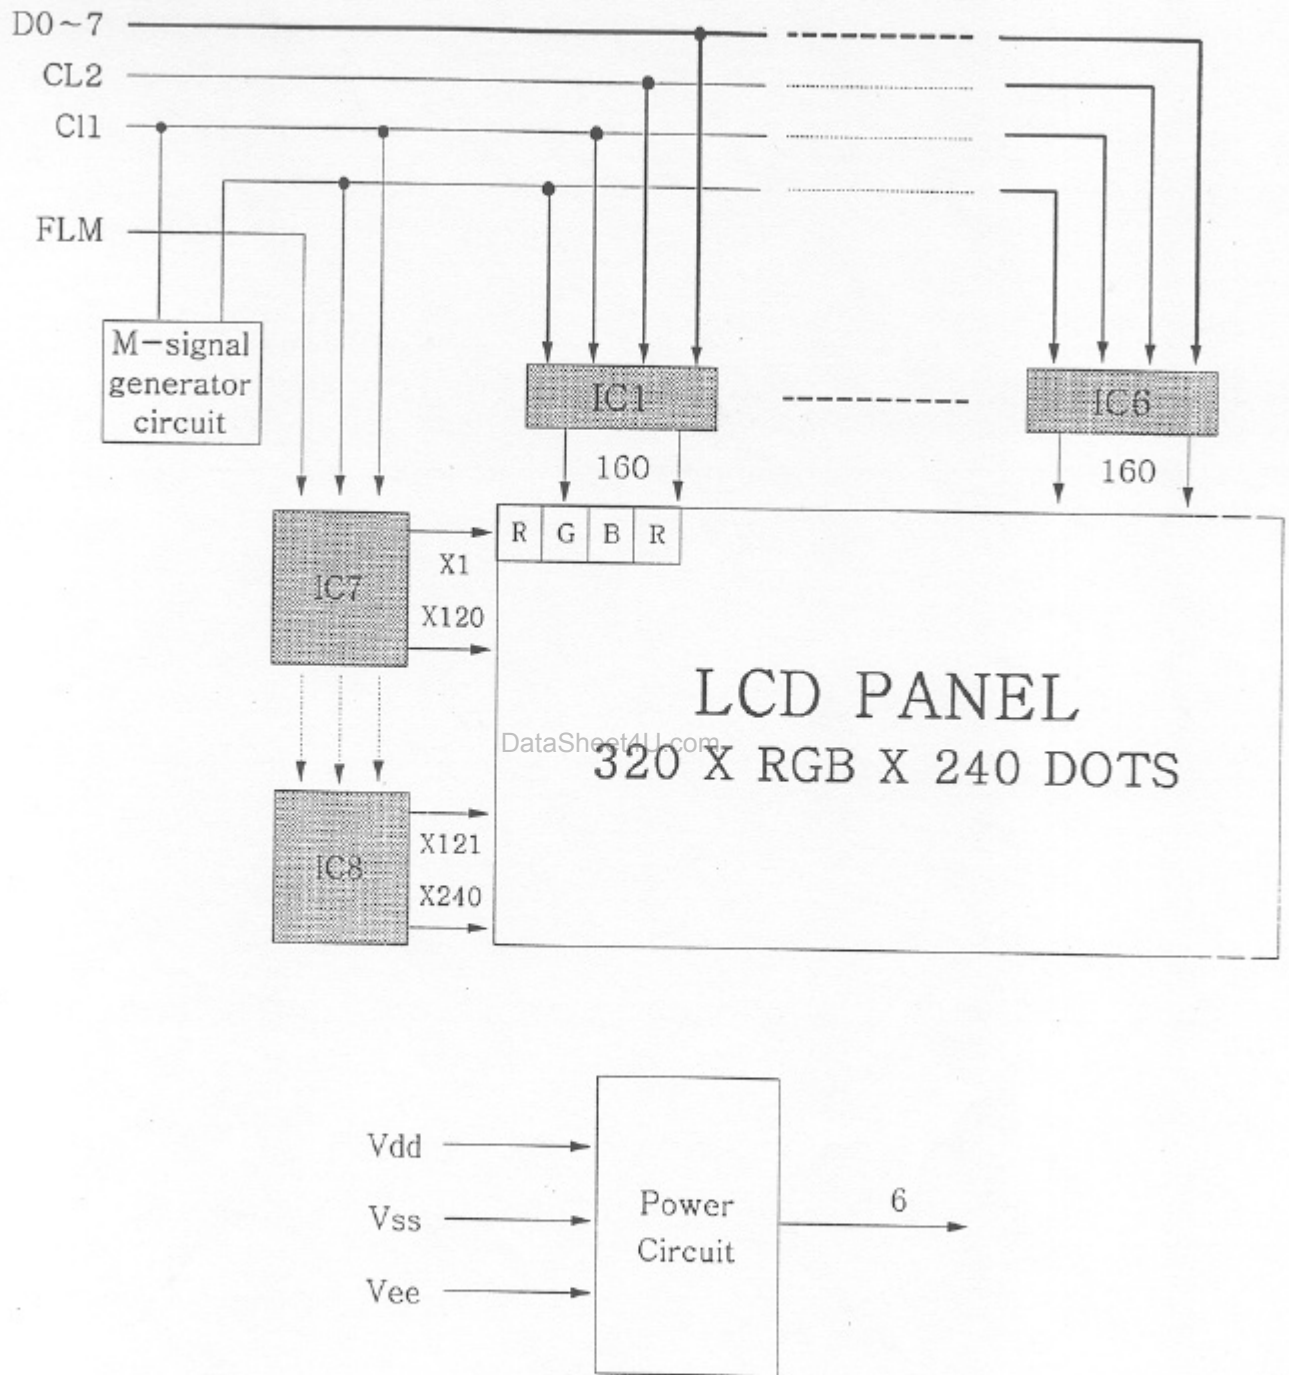 D0~7
CL2
Cl1
FLM
M-signal
generator
circuit
IC1
IC6
160
160
R G B R
X1
IC7
X120
LCD PANEL
DataSheet4U.com
320 X RGB X 240 DOTS
X121
IC8
X240
Vdd
Vss
Vee
Power
Circuit
6